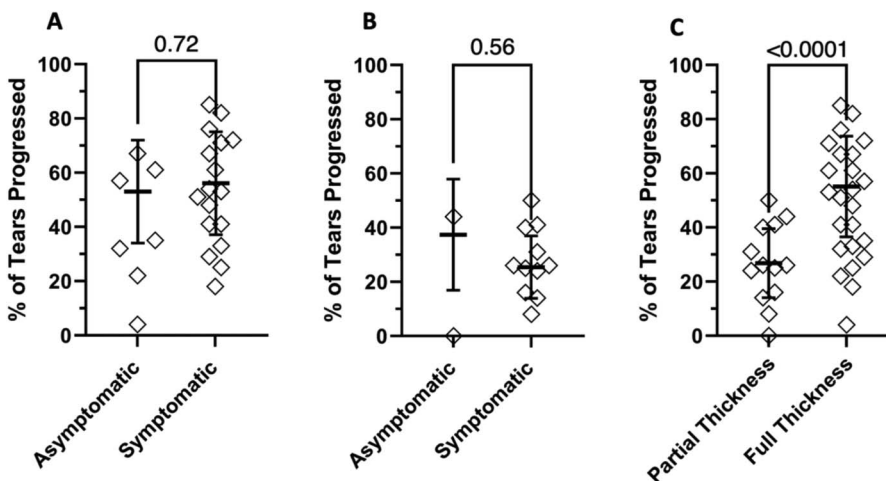 A
0.72
% of Tears Progressed
100
80
60
40
20
0
Asymptomatic
Symptomatic
B
0.56
% of Tears Progressed
100
80
60
40
20
0
Asymptomatic
Symptomatic
C
<0.0001
% of Tears Progressed
100
80
60
40
20
0
Partial Thickness
Full Thickness